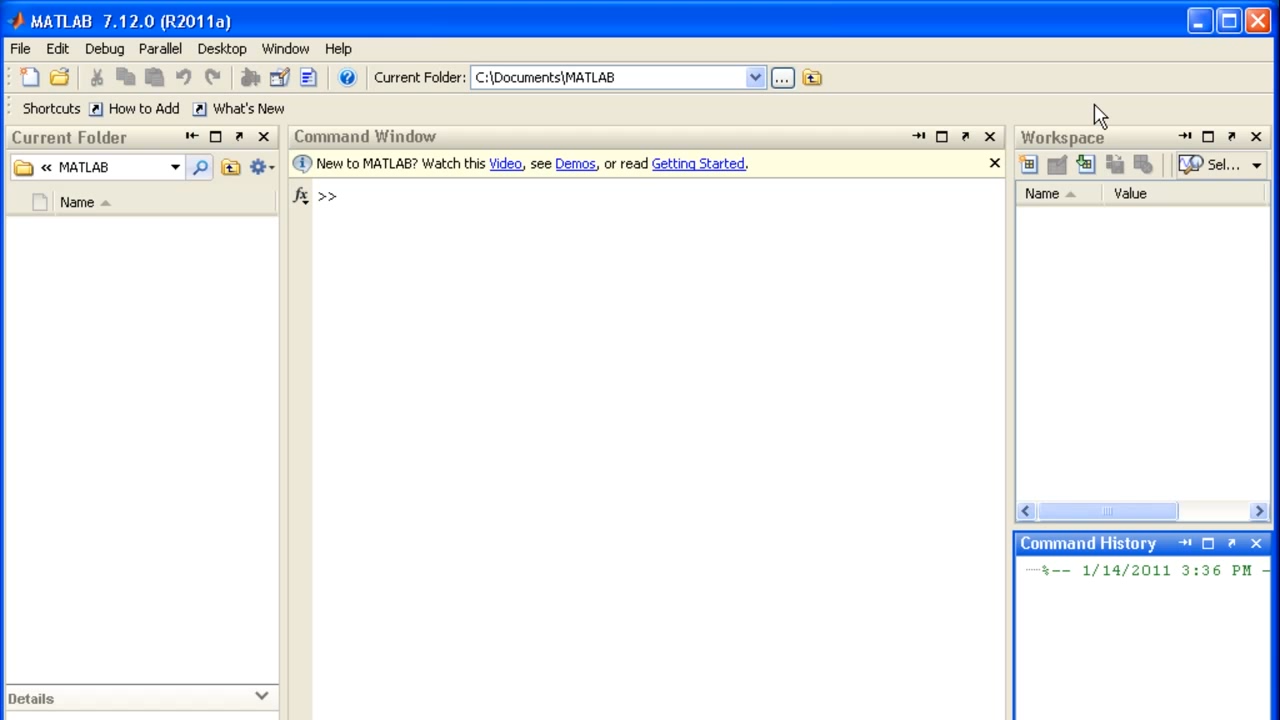 MATLAB 7.12.0 (R2011a)
File Edit Debug Parallel Desktop Window Help
Current Folder: C:\Documents\MATLAB ...
Shortcuts How to Add What's New
Current Folder
« MATLAB
Name
Details
Command Window
New to MATLAB? Watch this Video, see Demos, or read Getting Started.
fx >>
Workspace
Sel...
Name Value
Command History
%-- 1/14/2011 3:36 PM -